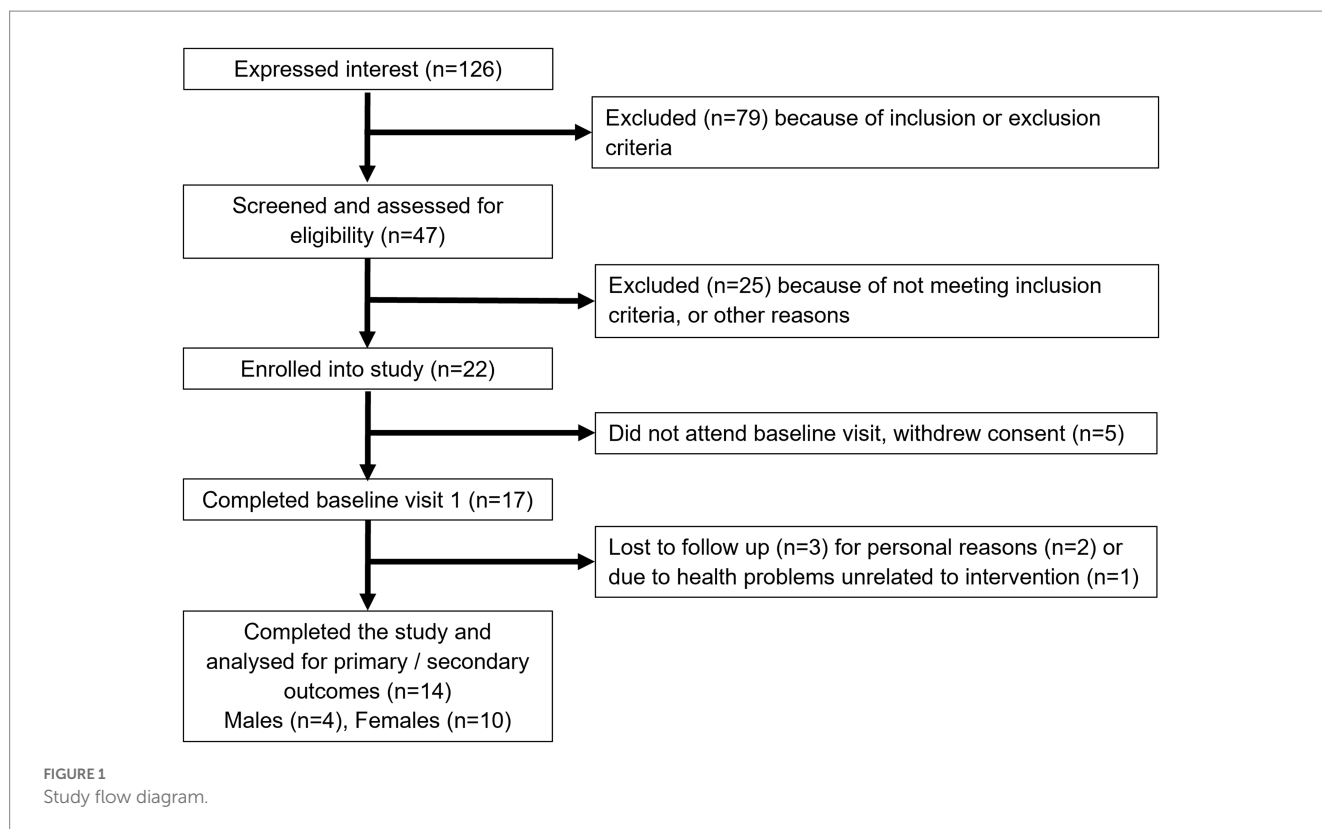 Expressed interest (n=126)
Excluded (n=79) because of inclusion or exclusion
criteria
Screened and assessed for
eligibility (n=47)
Excluded (n=25) because of not meeting inclusion
criteria, or other reasons
Enrolled into study (n=22)
Did not attend baseline visit, withdrew consent (n=5)
Completed baseline visit 1 (n=17)
Lost to follow up (n=3) for personal reasons (n=2) or
due to health problems unrelated to intervention (n=1)
Completed the study and
analysed for primary / secondary
outcomes (n=14)
Males (n=4), Females (n=10)
FIGURE 1
Study flow diagram.